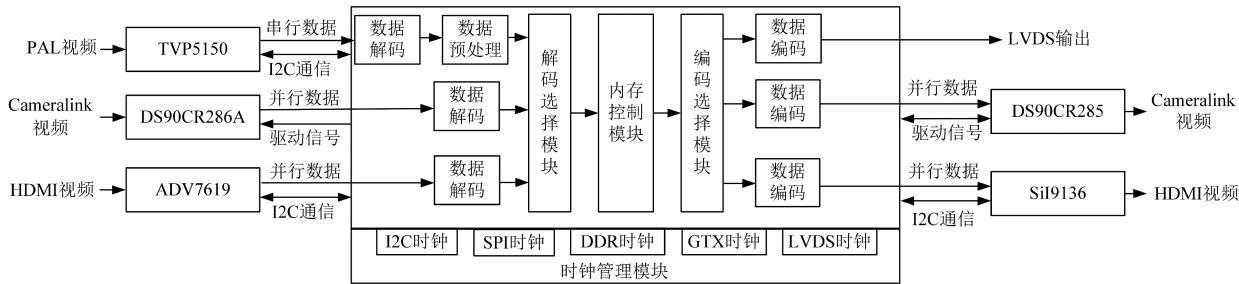 PAL视频
TVP5150
串行数据
I2C通信
数据
解码
数据
预处理
Cameralink
视频
DS90CR286A
并行数据
驱动信号
数据
解码
HDMI视频
ADV7619
并行数据
I2C通信
数据
解码
解码选择模块
内存
控制
模块
编码选择模块
数据
编码
LVDS输出
数据
编码
并行数据
驱动信号
DS90CR285
Cameralink
视频
数据
编码
并行数据
I2C通信
SiI9136
HDMI视频
I2C时钟
SPI时钟
DDR时钟
GTX时钟
LVDS时钟
时钟管理模块